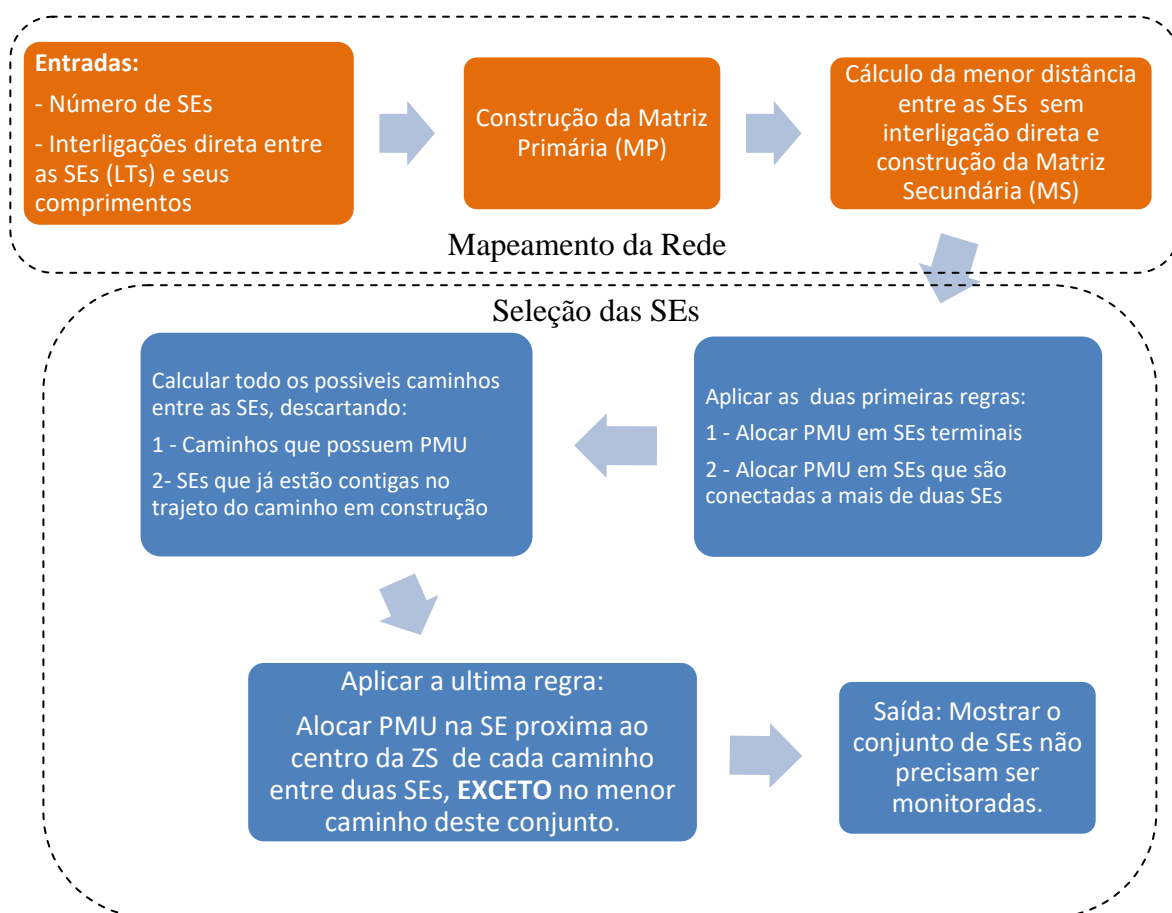 Entradas:
- Número de SEs
- Interligações direta entre
as SEs (LTs) e seus
comprimentos
Construção da Matriz
Primária (MP)
Cálculo da menor distância
entre as SEs sem
interligação direta e
construção da Matriz
Secundária (MS)
Mapeamento da Rede
Seleção das SEs
Aplicar as duas primeiras regras:
1 - Alocar PMU em SEs terminais
2 - Alocar PMU em SEs que são
conectadas a mais de duas SEs
Calcular todo os possiveis caminhos
entre as SEs, descartando:
1 - Caminhos que possuem PMU
2- SEs que já estão contigas no
trajeto do caminho em construção
Aplicar a ultima regra:
Alocar PMU na SE proxima ao
centro da ZS de cada caminho
entre duas SEs, EXCETO no menor
caminho deste conjunto.
Saída: Mostrar o
conjunto de SEs não
precisam ser
monitoradas.